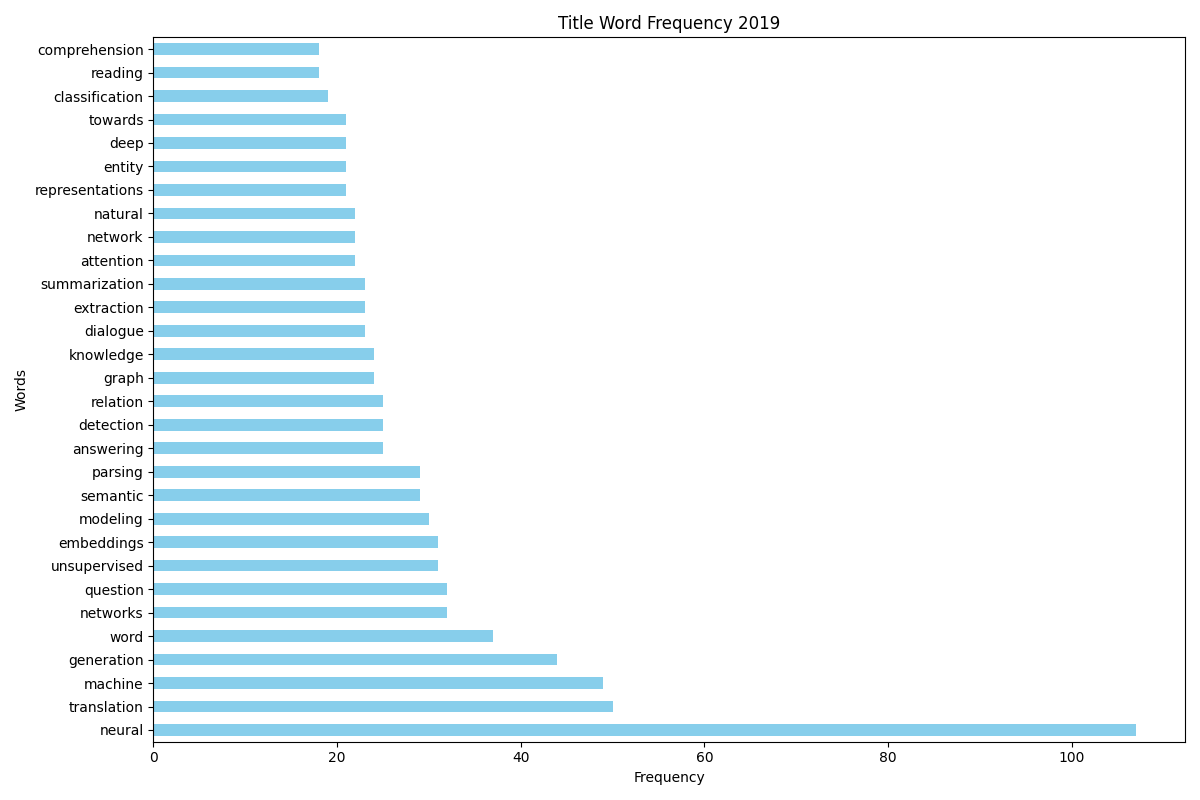 Title Word Frequency 2019
comprehension
reading
classification
towards
deep
entity
representations
natural
network
attention
summarization
extraction
dialogue
knowledge
graph
relation
detection
answering
parsing
semantic
modeling
embeddings
unsupervised
question
networks
word
generation
machine
translation
neural
Words
0 20 40 60 80 100
Frequency